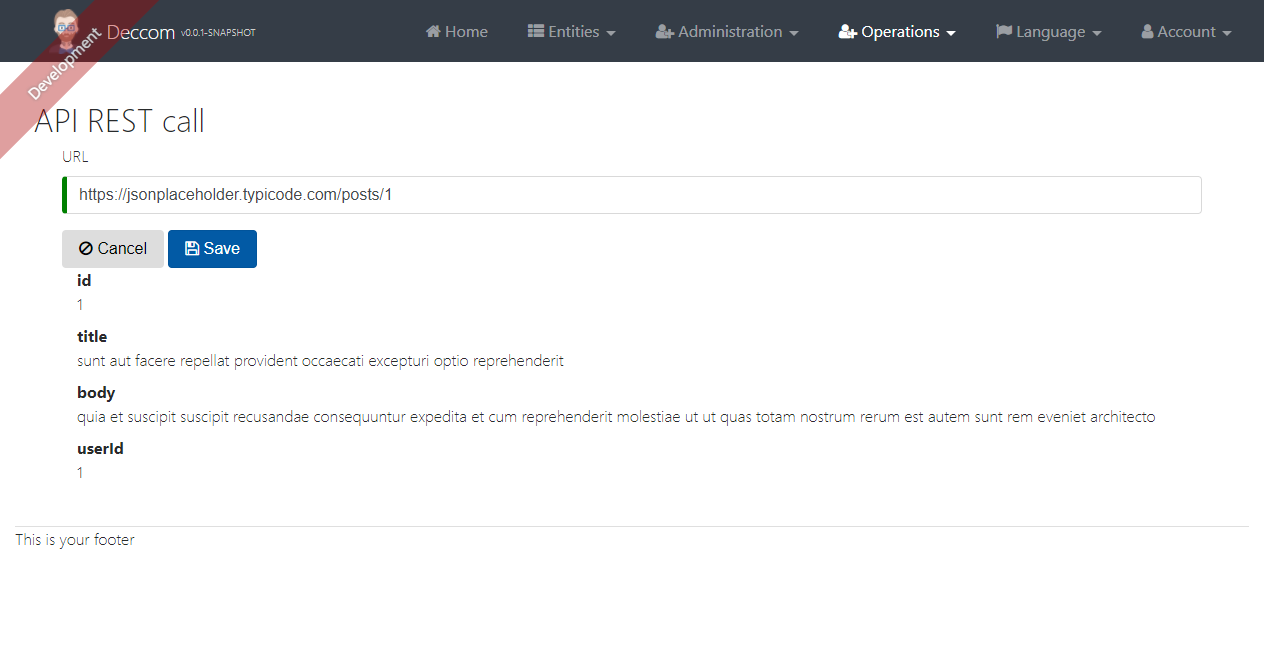 Deccom v0.0.1-SNAPSHOT Home Entities Administration Operations Language Account
Development
API REST call
URL
https://jsonplaceholder.typicode.com/posts/1
Cancel Save
id
1
title
sunt aut facere repellat provident occaecati excepturi optio reprehenderit
body
quia et suscipit suscipit recusandae consequuntur expedita et cum reprehenderit molestiae ut ut quas totam nostrum rerum est autem sunt rem eveniet architecto
userId
1
This is your footer